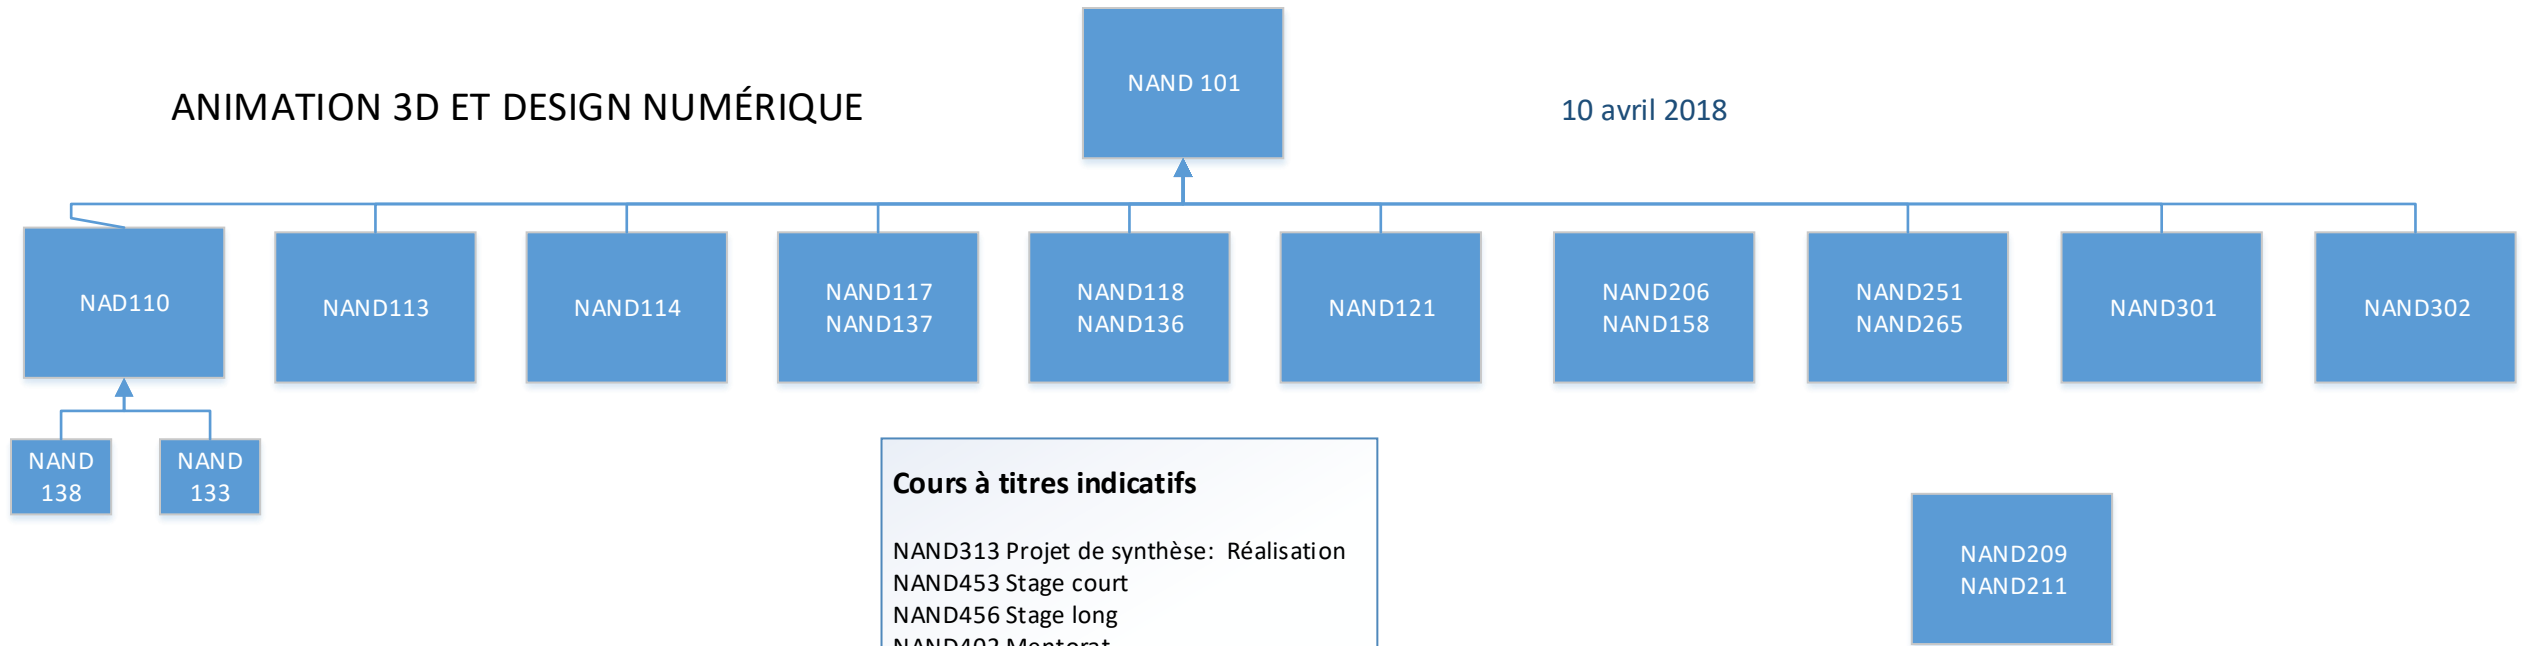 NAND 101
ANIMATION 3D ET DESIGN NUMÉRIQUE
10 avril 2018
NAD110
NAND113
NAND114
NAND117
NAND137
NAND118
NAND136
NAND121
NAND206
NAND158
NAND251
NAND265
NAND301
NAND302
NAND
138
NAND
133
Cours à titres indicatifs
NAND313 Projet de synthèse: Réalisation
NAND453 Stage court
NAND456 Stage long
Mentorat
NAND209
NAND211